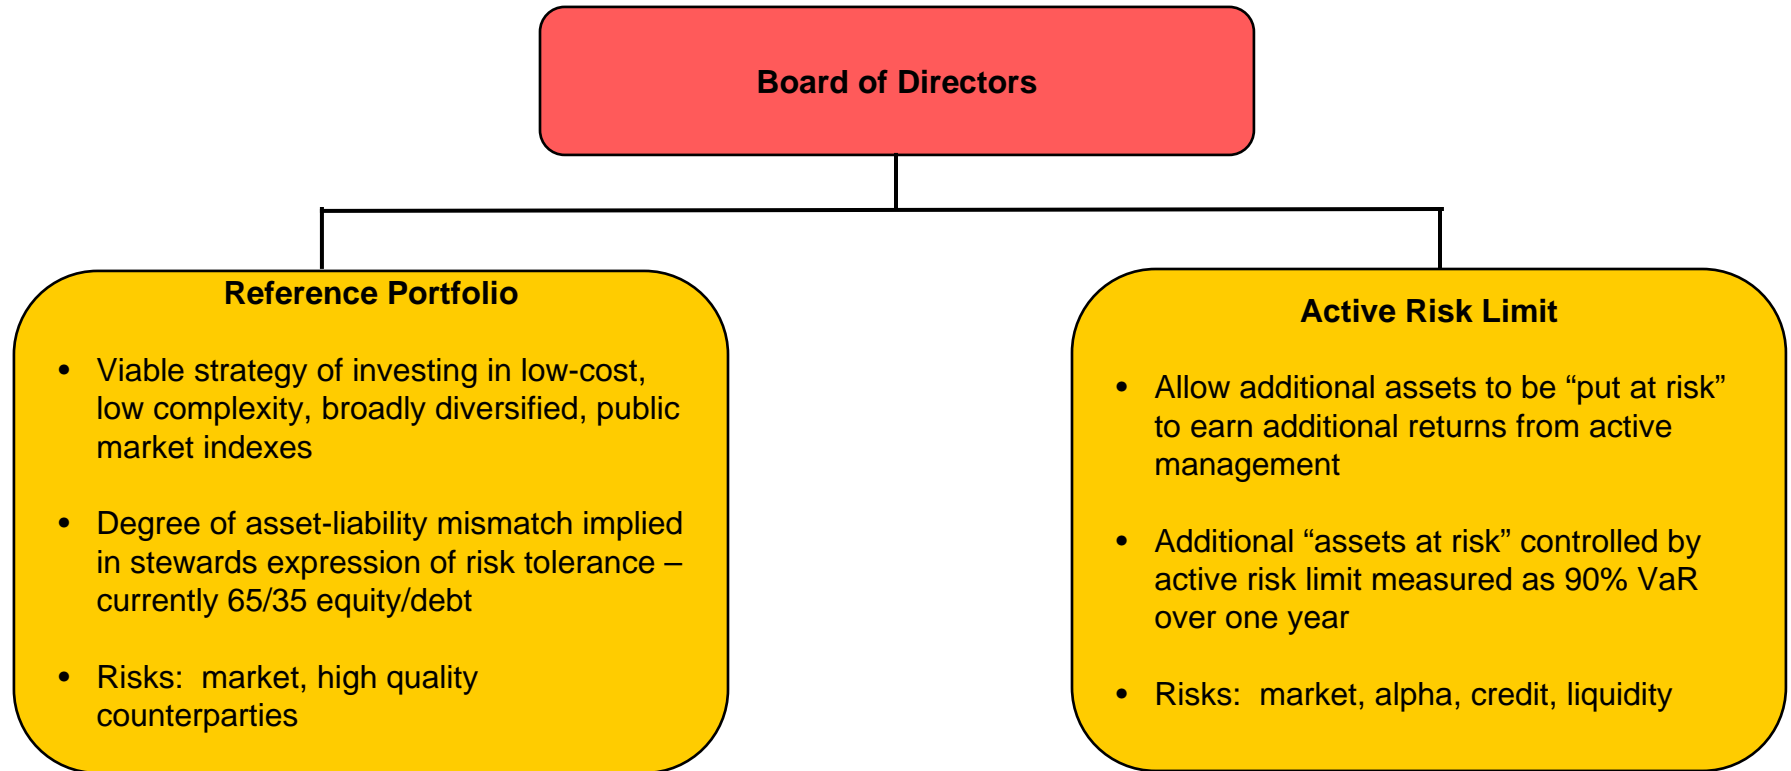 Board of Directors
Reference Portfolio
• Viable strategy of investing in low-cost,
low complexity, broadly diversified, public
market indexes
• Degree of asset-liability mismatch implied
in stewards expression of risk tolerance –
currently 65/35 equity/debt
• Risks:  market, high quality
counterparties
Active Risk Limit
• Allow additional assets to be “put at risk”
to earn additional returns from active
management
• Additional “assets at risk” controlled by
active risk limit measured as 90% VaR
over one year
• Risks:  market, alpha, credit, liquidity